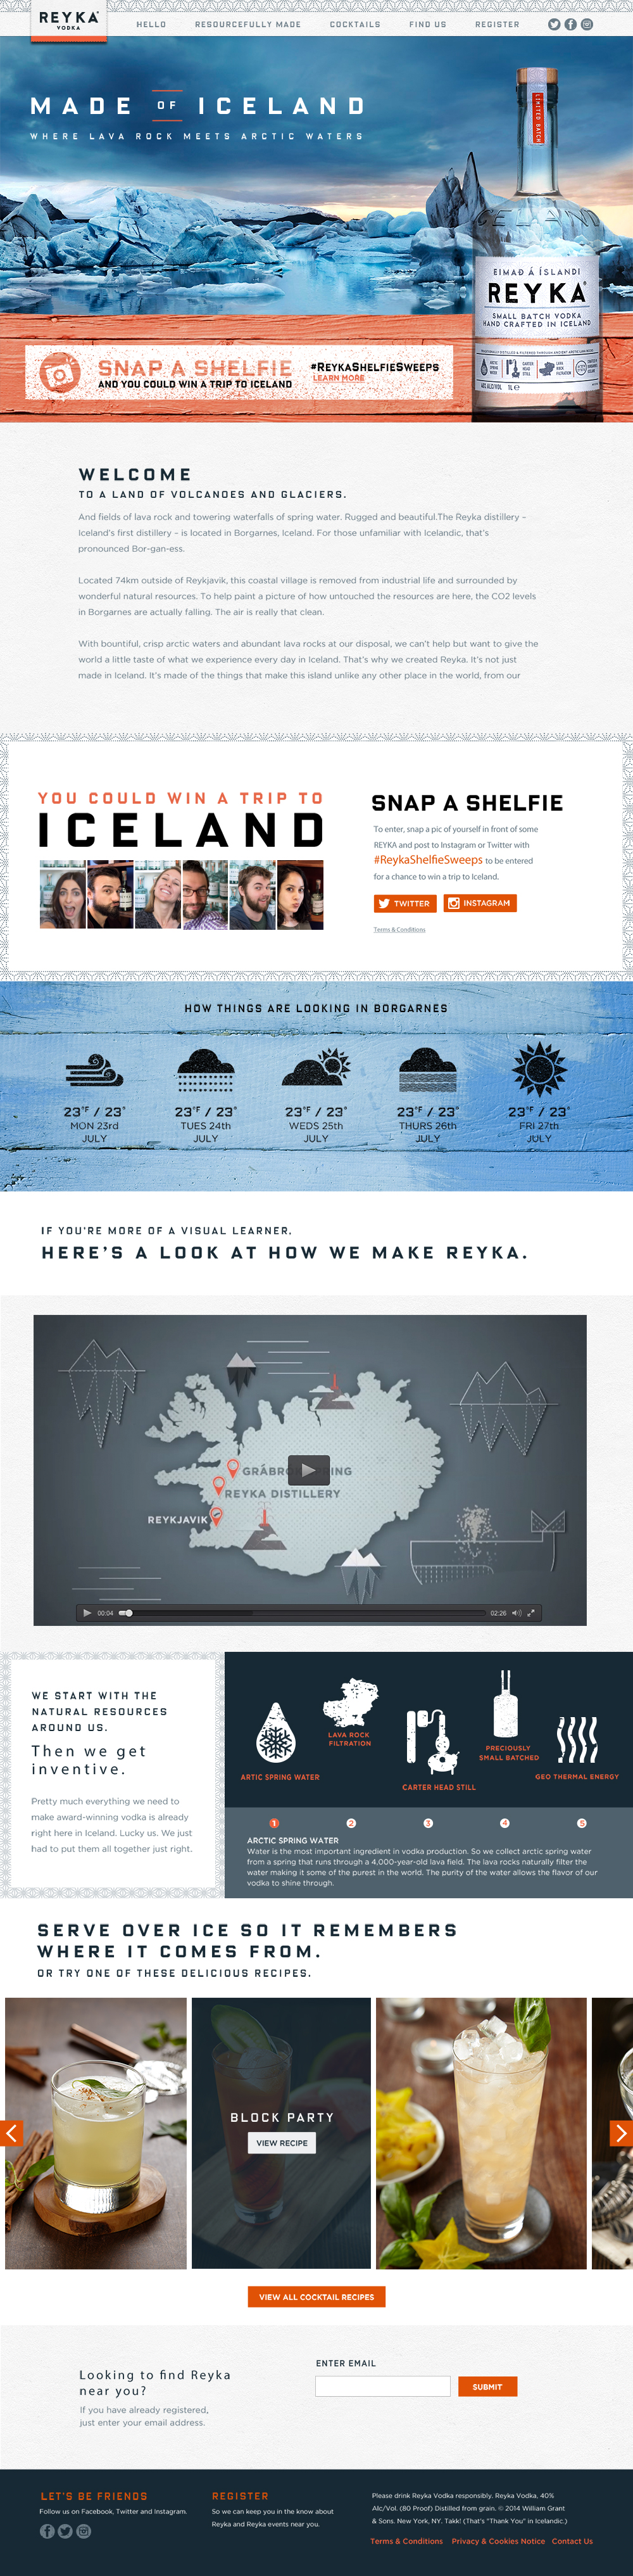 REYKA
VODKA
HELLO
RESOURCEFULLY MADE
COCKTAILS
FIND US
REGISTER
MADE OF ICELAND
WHERE LAVA ROCK MEETS ARCTIC WATERS
LIMITED BATCH
ICELAND
EIMAÐ Á ÍSLANDI
REYKA
SMALL BATCH VODKA
HAND CRAFTED IN ICELAND
SNAP A SHELFIE
AND YOU COULD WIN A TRIP TO ICELAND
#REYKASHELFIESWEEPS
LEARN MORE
WELCOME
TO A LAND OF VOLCANOES AND GLACIERS.
And fields of lava rock and towering waterfalls of spring water. Rugged and beautiful.The Reyka distillery –
Iceland's first distillery – is located in Borgarnes, Iceland. For those unfamiliar with Icelandic, that's
pronounced Bor-gan-ess.
Located 74km outside of Reykjavik, this coastal village is removed from industrial life and surrounded by
wonderful natural resources. To help paint a picture of how untouched the resources are here, the CO2 levels
in Borgarnes are actually falling. The air is really that clean.
With bountiful, crisp arctic waters and abundant lava rocks at our disposal, we can't help but want to give the
world a little taste of what we experience every day in Iceland. That's why we created Reyka. It's not just
made in Iceland. It's made of the things that make this island unlike any other place in the world, from our
YOU COULD WIN A TRIP TO
ICELAND
SNAP A SHELFIE
To enter, snap a pic of yourself in front of some
REYKA and post to Instagram or Twitter with
#ReykaShelfieSweeps to be entered
for a chance to win a trip to Iceland.
TWITTER
INSTAGRAM
Terms & Conditions
HOW THINGS ARE LOOKING IN BORGARNES
23°F / 23°
MON 23rd
JULY
23°F / 23°
TUES 24th
JULY
23°F / 23°
WEDS 25th
JULY
23°F / 23°
THURS 26th
JULY
23°F / 23°
FRI 27th
JULY
IF YOU'RE MORE OF A VISUAL LEARNER,
HERE'S A LOOK AT HOW WE MAKE REYKA.
REYKA DISTILLERY
REYKJAVIK
00:04
02:26
WE START WITH THE
NATURAL RESOURCES
AROUND US.
Then we get
inventive.
Pretty much everything we need to
make award-winning vodka is already
right here in Iceland. Lucky us. We just
had to put them all together just right.
ARTIC SPRING WATER
LAVA ROCK
FILTRATION
CARTER HEAD STILL
PRECIOUSLY
SMALL BATCHED
GEO THERMAL ENERGY
1 2 3 4 5
ARCTIC SPRING WATER
Water is the most important ingredient in vodka production. So we collect arctic spring water
from a spring that runs through a 4,000-year-old lava field. The lava rocks naturally filter the
water making it some of the purest in the world. The purity of the water allows the flavor of our
vodka to shine through.
SERVE OVER ICE SO IT REMEMBERS
WHERE IT COMES FROM.
OR TRY ONE OF THESE DELICIOUS RECIPES.
BLOCK PARTY
VIEW RECIPE
VIEW ALL COCKTAIL RECIPES
Looking to find Reyka
near you?
If you have already registered,
just enter your email address.
ENTER EMAIL
SUBMIT
LET'S BE FRIENDS
Follow us on Facebook, Twitter and Instagram.
REGISTER
So we can keep you in the know about
Reyka and Reyka events near you.
Please drink Reyka Vodka responsibly. Reyka Vodka, 40%
Alc/Vol. (80 Proof) Distilled from grain. © 2014 William Grant
& Sons. New York, NY. Takk! (That's "Thank You" in Icelandic.)
Terms & Conditions
Privacy & Cookies Notice
Contact Us